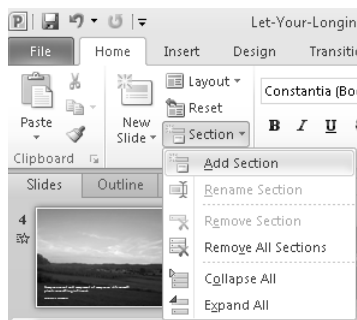 P Let-Your-Longin
File Home Insert Design Transiti
Layout
Constantia (Bo
Reset
Paste New Slide Section B I U
Clipboard
Add Section
Slides Outline
Rename Section
4
Remove Section
Remove All Sections
Collapse All
Expand All